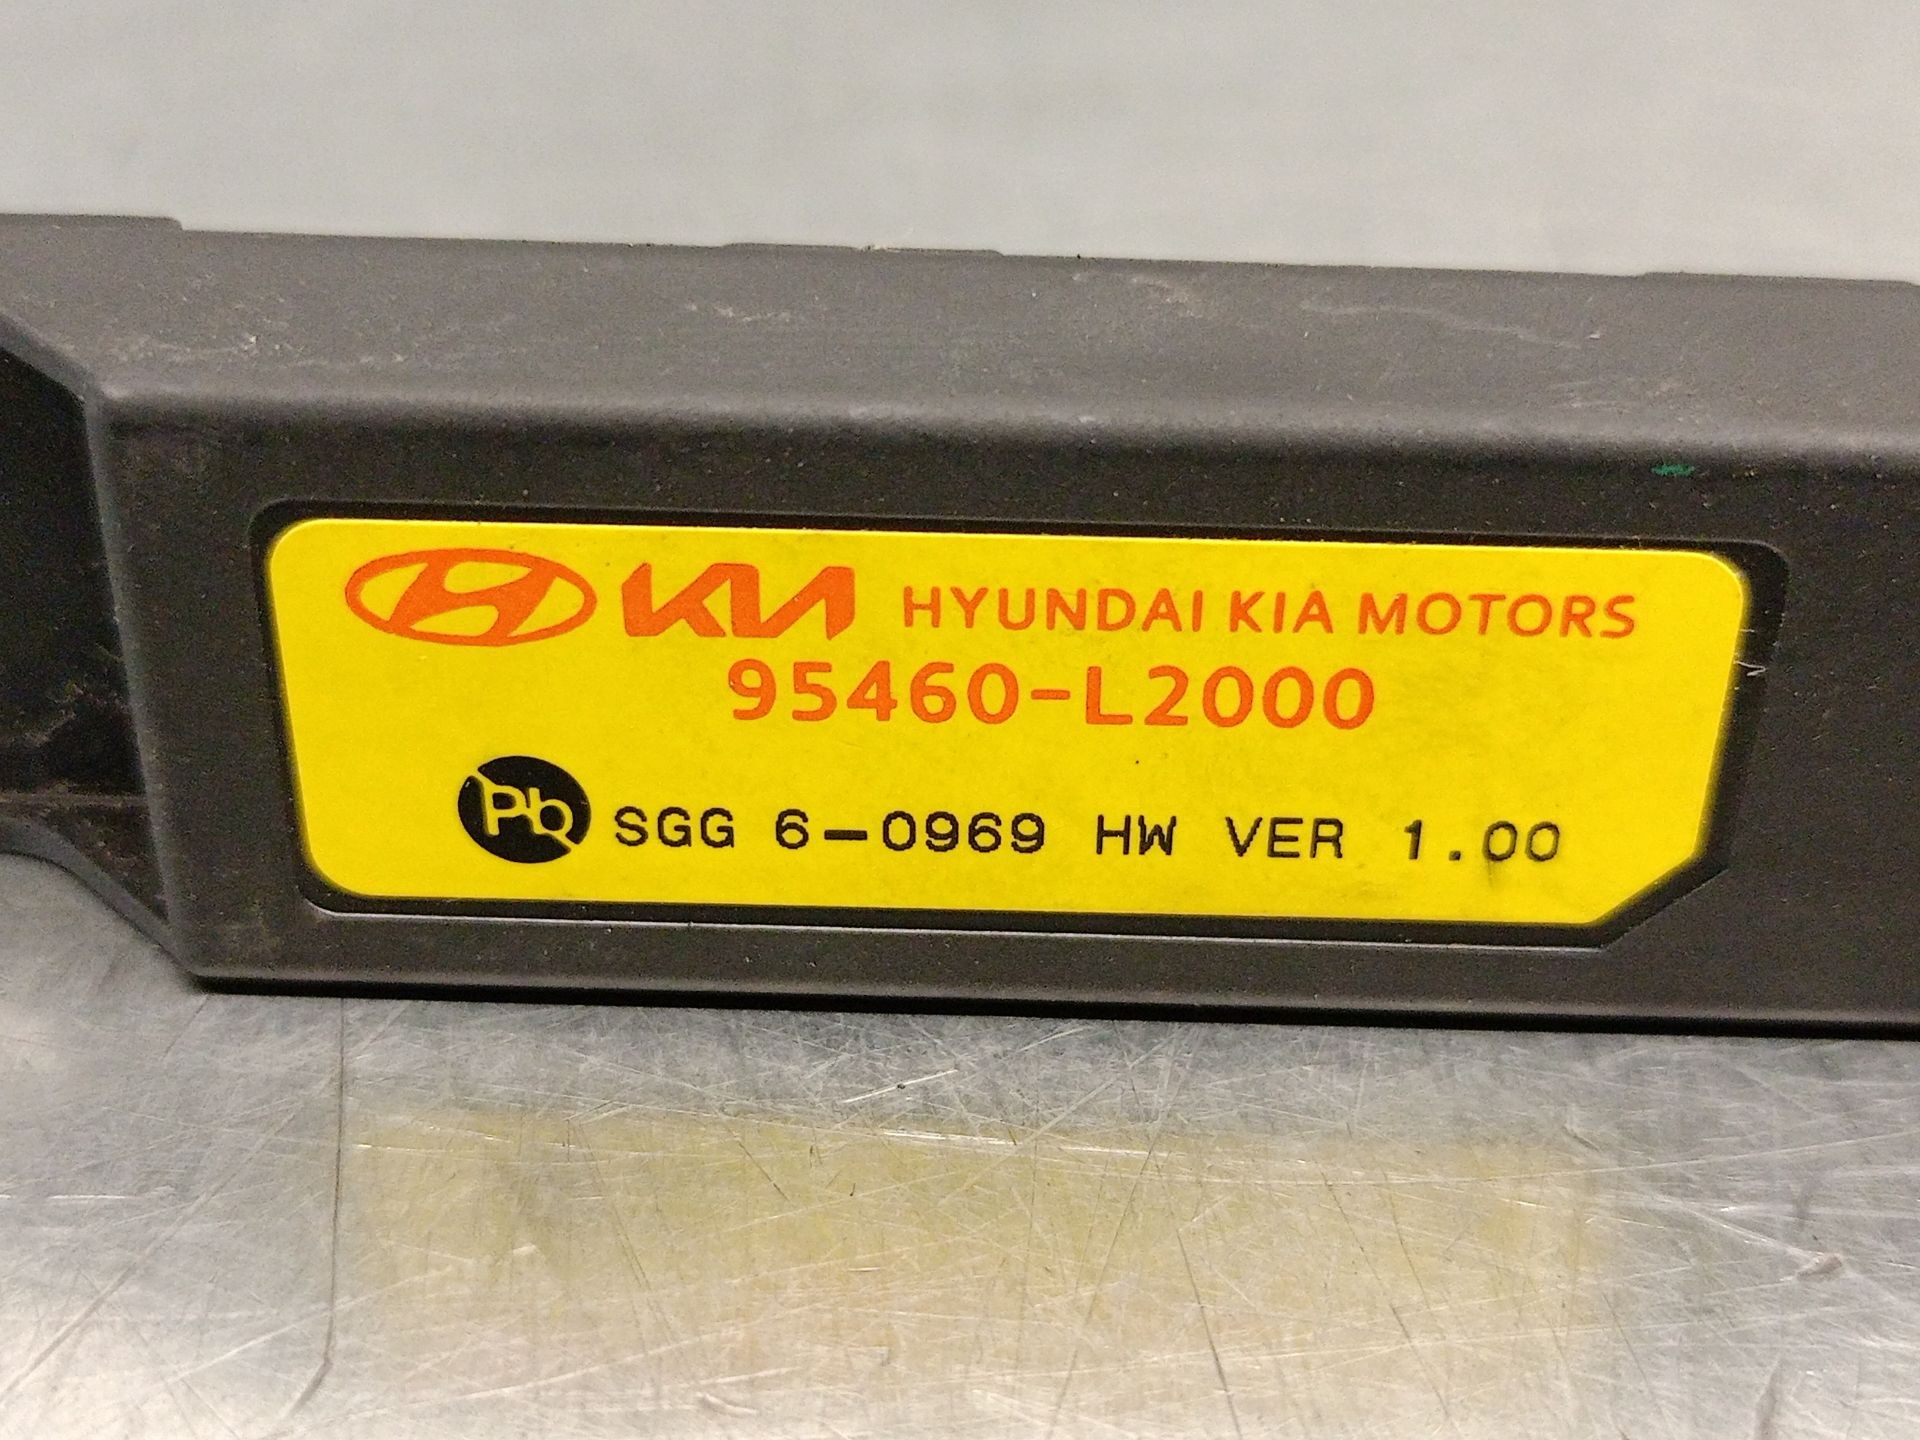 KIA HYUNDAI KIA MOTORS
95460-L2000
Pb SGG 6-0969 HW VER 1.00